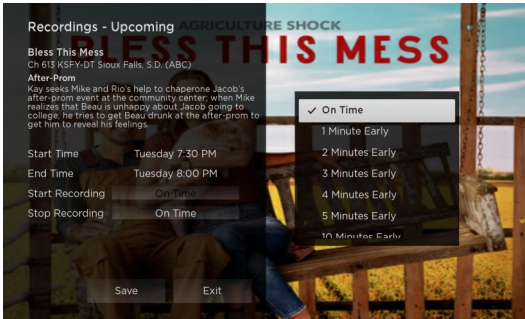 Recordings - Upcoming
AGRICULTURE SHOCK
BLESS THIS MESS
Bless This Mess
Ch 613 KSFY-DT Sioux Falls, S.D. (ABC)
After-Prom
Kay seeks Mike and Rio's help to chaperone Jacob's
after-prom event at the community center; when Mike
realizes that Beau is unhappy about Jacob going to
college, he tries to get Beau drunk at the after-prom to
get him to reveal his feelings.
Start Time Tuesday 7:30 PM
End Time Tuesday 8:00 PM
Start Recording On Time
Stop Recording On Time
Save Exit
✓ On Time
1 Minute Early
2 Minutes Early
3 Minutes Early
4 Minutes Early
5 Minutes Early
10 Minutes Early